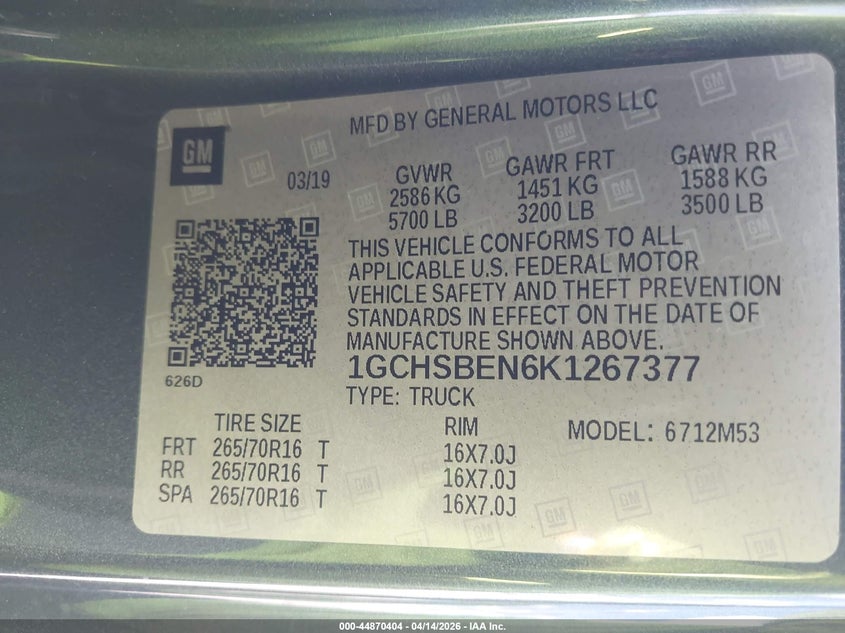 MFD BY GENERAL MOTORS LLC
GM
03/19
GVWR GAWR FRT GAWR RR
2586 KG 1451 KG 1588 KG
5700 LB 3200 LB 3500 LB
THIS VEHICLE CONFORMS TO ALL
APPLICABLE U.S. FEDERAL MOTOR
VEHICLE SAFETY AND THEFT PREVENTION
STANDARDS IN EFFECT ON THE DATE OF
MANUFACTURE SHOWN ABOVE.
626D
1GCHSBEN6K1267377
TYPE: TRUCK
TIRE SIZE RIM MODEL: 6712M53
FRT 265/70R16 T 16X7.0J
RR 265/70R16 T 16X7.0J
SPA 265/70R16 T 16X7.0J
000-44870404 - 04/14/2026 - IAA Inc.